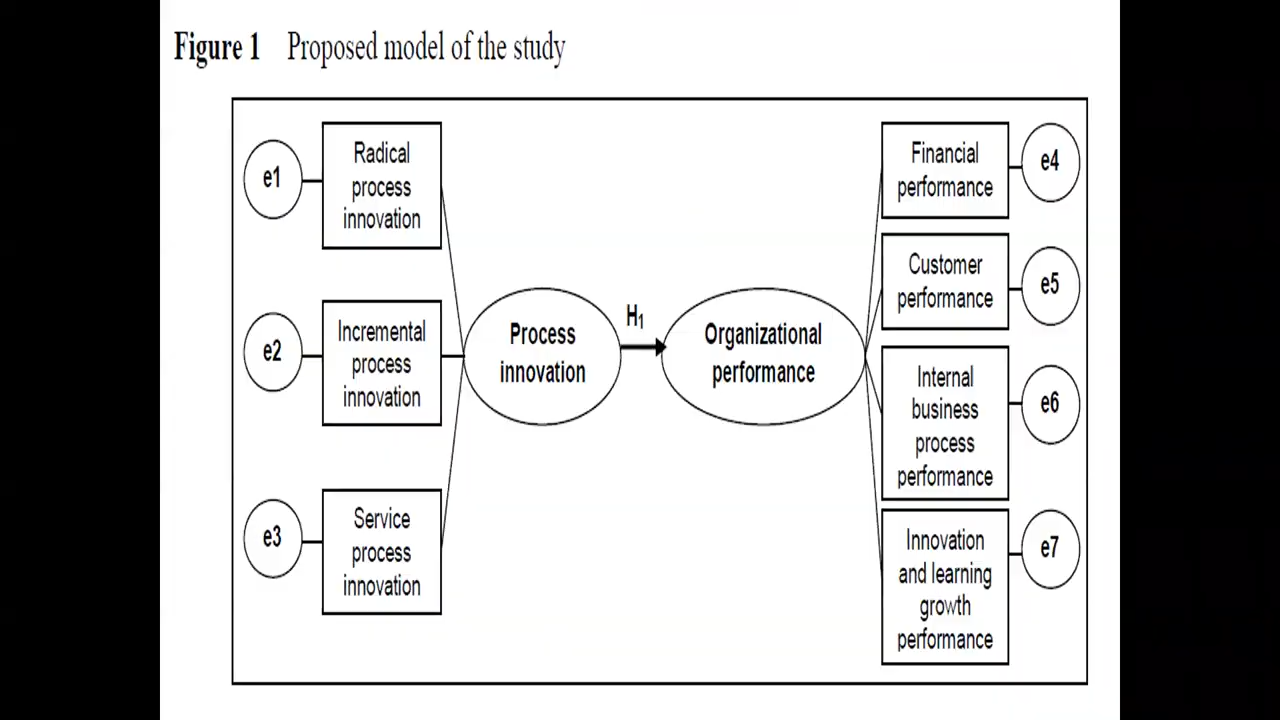 Figure 1 Proposed model of the study
e1
Radical
process
innovation
e2
Incremental
process
innovation
e3
Service
process
innovation
Process
innovation
H1
Organizational
performance
Financial
performance
e4
Customer
performance
e5
Internal
business
process
performance
e6
Innovation
and learning
growth
performance
e7